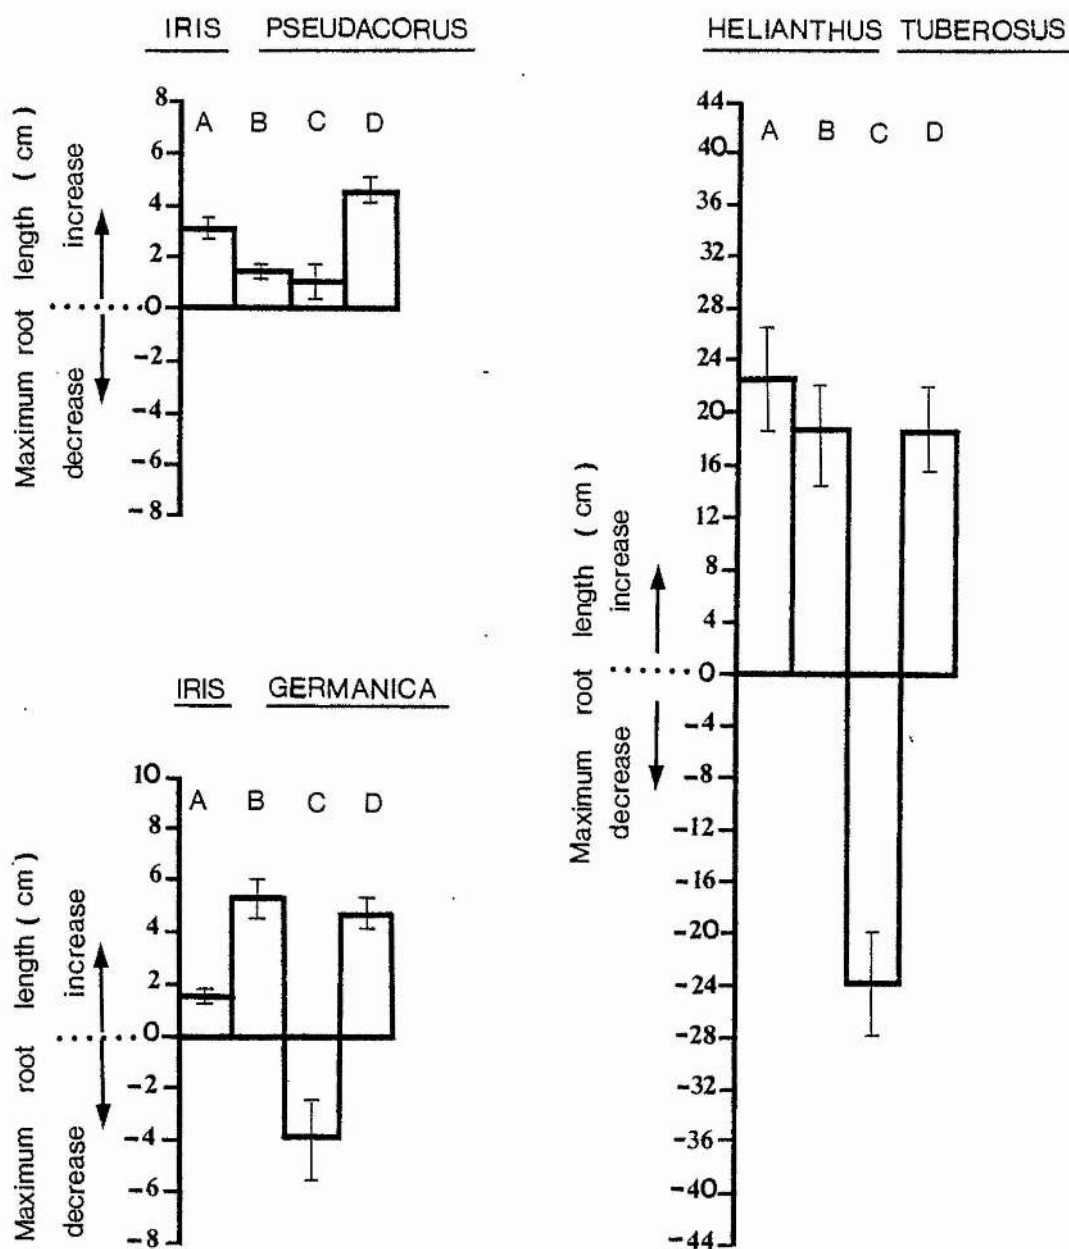 IRIS PSEUDACORUS
8
6
4
2
0
-2
-4
-6
-8
A B C D
Maximum root length ( cm )
increase
decrease
IRIS GERMANICA
10
8
6
4
2
0
-2
-4
-6
-8
A B C D
Maximum root length ( cm )
increase
decrease
HELIANTHUS TUBEROSUS
44
40
36
32
28
24
20
16
12
8
4
0
-4
-8
-12
-16
-20
-24
-28
-32
-36
-40
-44
A B C D
Maximum root length ( cm )
increase
decrease